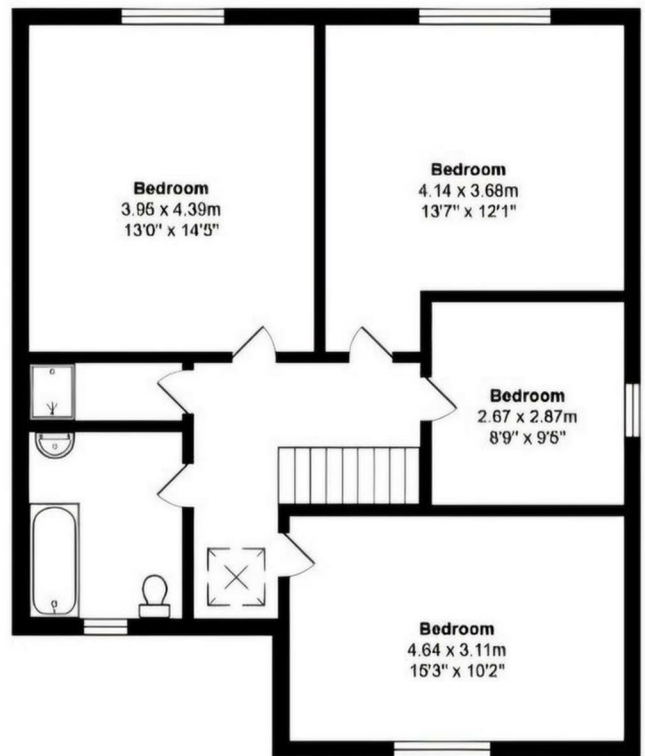 Bedroom
3.95 x 4.39m
13'0" x 14'5"
Bedroom
4.14 x 3.68m
13'7" x 12'1"
Bedroom
2.67 x 2.87m
8'9" x 9'5"
Bedroom
4.64 x 3.11m
15'3" x 10'2"